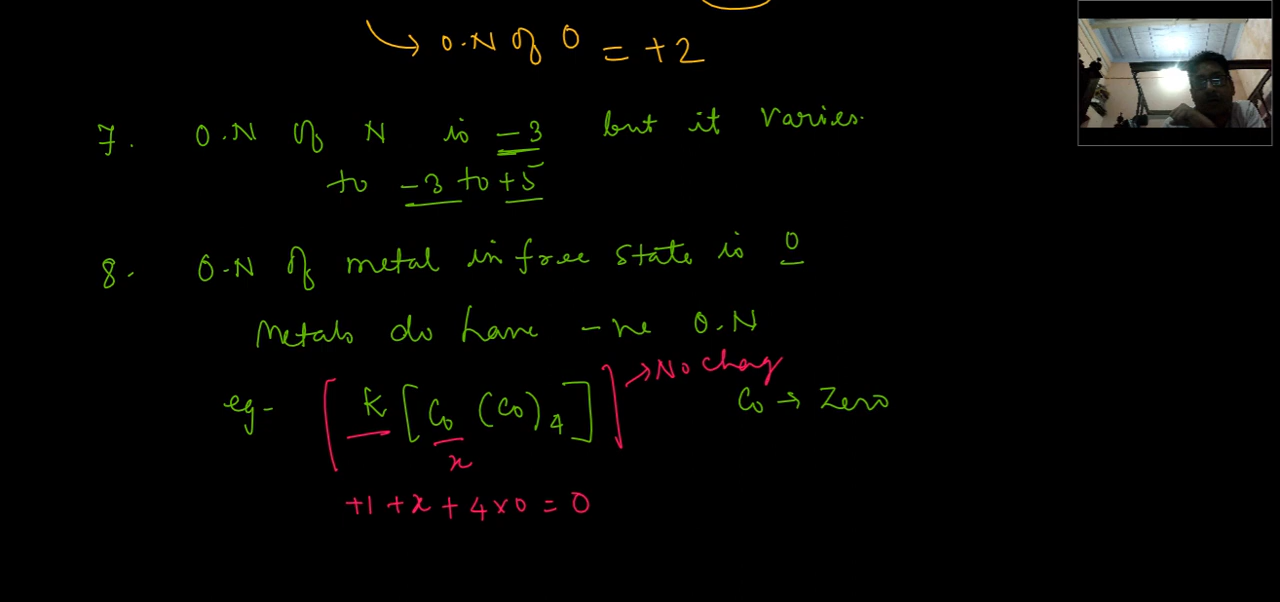 O.N of O = +2
7. O.N of N is -3 but it varies.
to -3 to +5
8. O.N of metal in free state is 0
Metals do have -ve O.N
eg- [K[Co(CO)4]] → No charg Co → Zero
x
+1 + x + 4 × 0 = 0